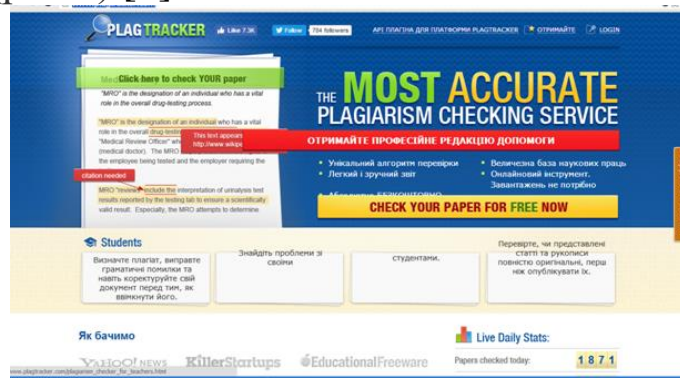 PLAGTRACKER
Like 7.3K
Follow
784 followers
АРІ ПЛАГІНА ДЛЯ ПЛАТФОРМИ PLAGTRACKER
ОТРИМАЙТЕ
LOGIN
Click here to check YOUR paper
"MRO" is the designation of an individual who has a vital
role in the overall drug-testing process.
"MRO" is the designation of an individual who has a vital
role in the overall drug-testing
"Medical Review Officer" wh
(medical doctor). The MRO
the employee being tested and the employer requiring the
This text appears
http://www.wikipe
citation needed
MRO "reviews" include the interpretation of urinalysis test
results reported by the testing lab to ensure a scientifically
valid result. Especially, the MRO attempts to determine
THE MOST ACCURATE
PLAGIARISM CHECKING SERVICE
ОТРИМАЙТЕ ПРОФЕСІЙНЕ РЕДАКЦІЮ ДОПОМОГИ
Унікальний алгоритм перевірки
Легкий і зручний звіт
Абсолютно БЕЗКОШТОВНО
Величезна база наукових праць
Онлайновий інструмент.
Завантажень не потрібно
CHECK YOUR PAPER FOR FREE NOW
Students
Визначте плагіат, виправте
граматичні помилки та
навіть коректуруйте свій
документ перед тим, як
ввімкнути його.
Знайдіть проблеми зі
своїми
студентами.
Перевірте, чи представлені
статті та рукописи
повністю оригінальні, перш
ніж опублікувати їх.
Як бачимо
YAHOO! NEWS
KillerStartups
EducationalFreeware
Live Daily Stats:
Papers checked today:
1871
www.plagtracker.com/plagiarism_checker_for_teachers.html